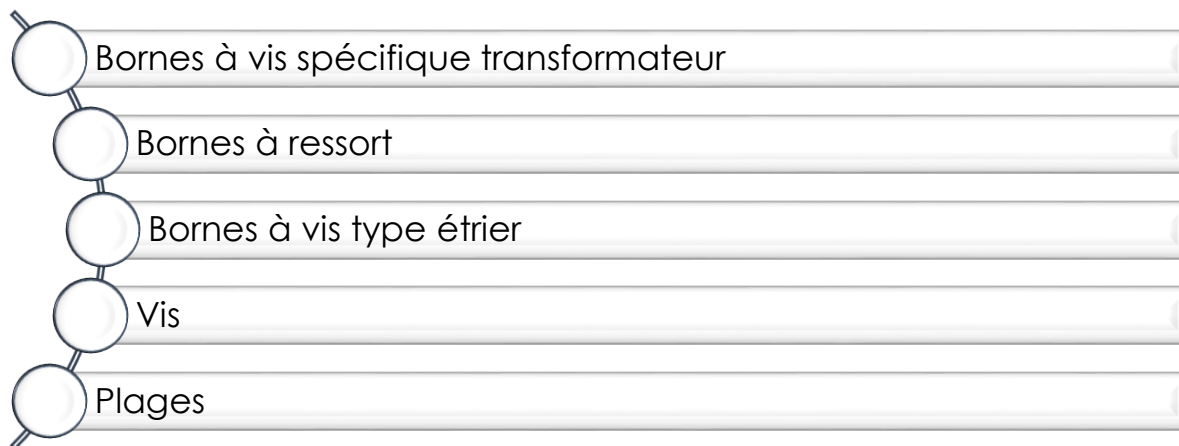 Bornes à vis spécifique transformateur
Bornes à ressort
Bornes à vis type étrier
Vis
Plages